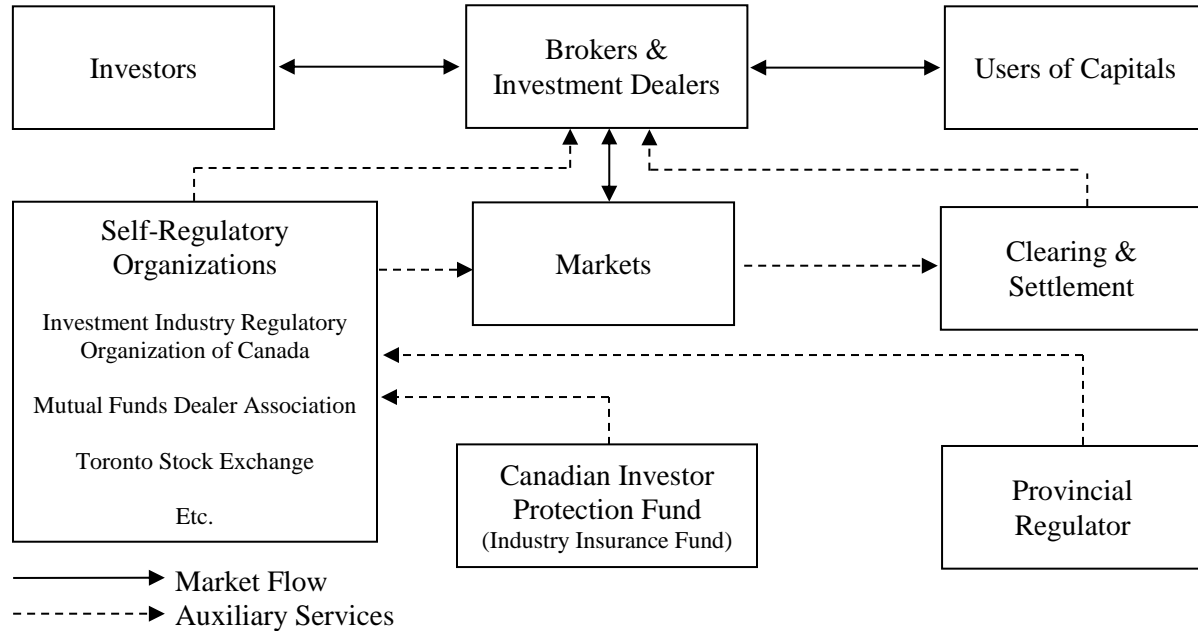 Investors
Brokers &
Investment Dealers
Users of Capitals
Self-Regulatory
Organizations
Investment Industry Regulatory
Organization of Canada
Mutual Funds Dealer Association
Toronto Stock Exchange
Etc.
Markets
Clearing &
Settlement
Canadian Investor
Protection Fund
(Industry Insurance Fund)
Provincial
Regulator
Market Flow
Auxiliary Services